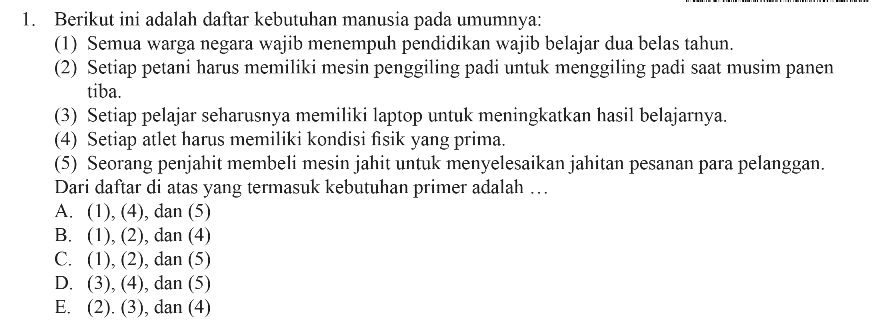 1. Berikut ini adalah daftar kebutuhan manusia pada umumnya:
(1) Semua warga negara wajib menempuh pendidikan wajib belajar dua belas tahun.
(2) Setiap petani harus memiliki mesin penggiling padi untuk menggiling padi saat musim panen
tiba.
(3) Setiap pelajar seharusnya memiliki laptop untuk meningkatkan hasil belajarnya.
(4) Setiap atlet harus memiliki kondisi fisik yang prima.
(5) Seorang penjahit membeli mesin jahit untuk menyelesaikan jahitan pesanan para pelanggan.
Dari daftar di atas yang termasuk kebutuhan primer adalah …
A. (1), (4), dan (5)
B. (1), (2), dan (4)
C. (1), (2), dan (5)
D. (3), (4), dan (5)
E. (2). (3), dan (4)